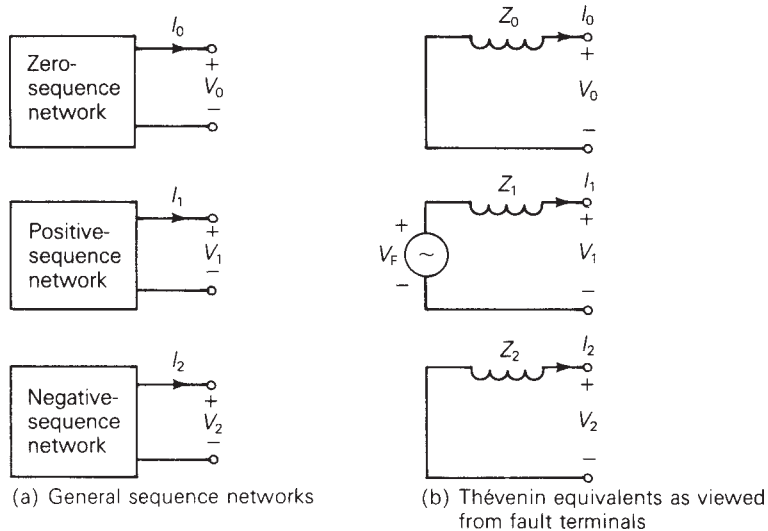 I₀
Zero-
sequence
network
+
V₀
−
Z₀
I₀
+
V₀
−
I₁
Positive-
sequence
network
+
V₁
−
Z₁
I₁
+
V_F
∼
−
+
V₁
−
I₂
Negative-
sequence
network
+
V₂
−
Z₂
I₂
+
V₂
−
(a) General sequence networks
(b) Thévenin equivalents as viewed
from fault terminals